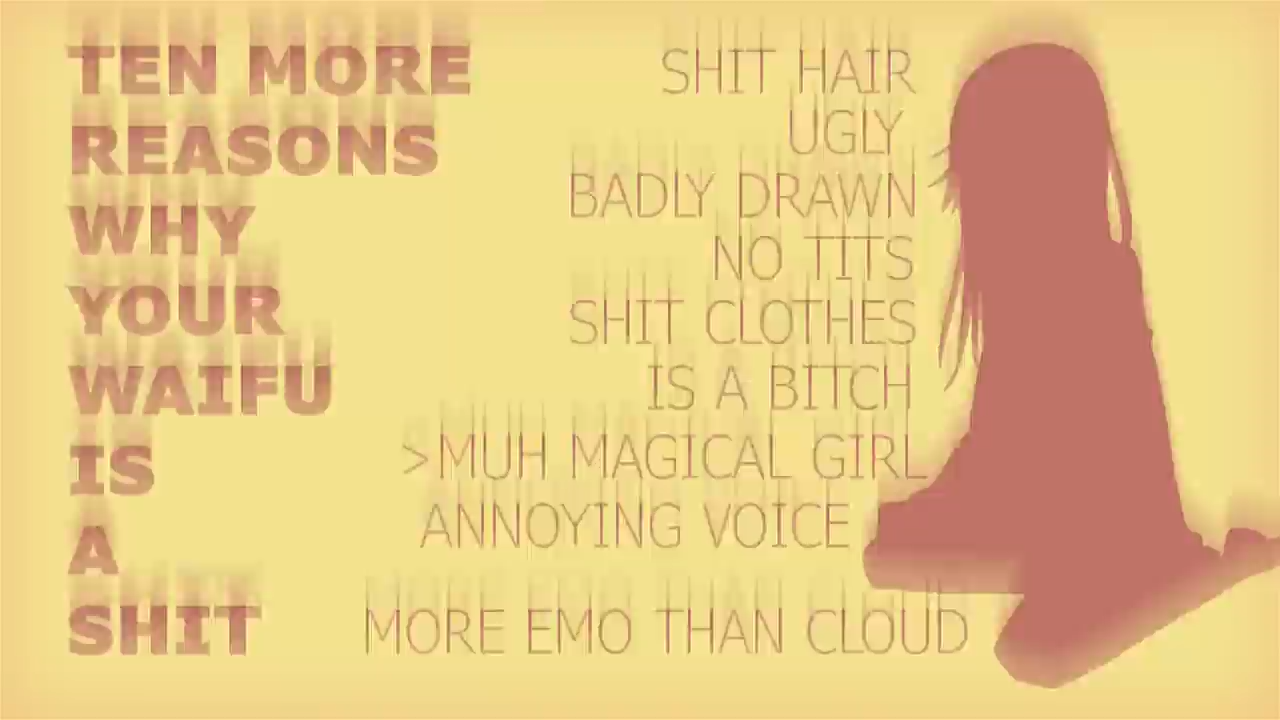 TEN MORE
REASONS
WHY
YOUR
WAIFU
IS
A
SHIT
SHIT HAIR
UGLY
BADLY DRAWN
NO TITS
SHIT CLOTHES
IS A BITCH
>MUH MAGICAL GIRL
ANNOYING VOICE
MORE EMO THAN CLOUD